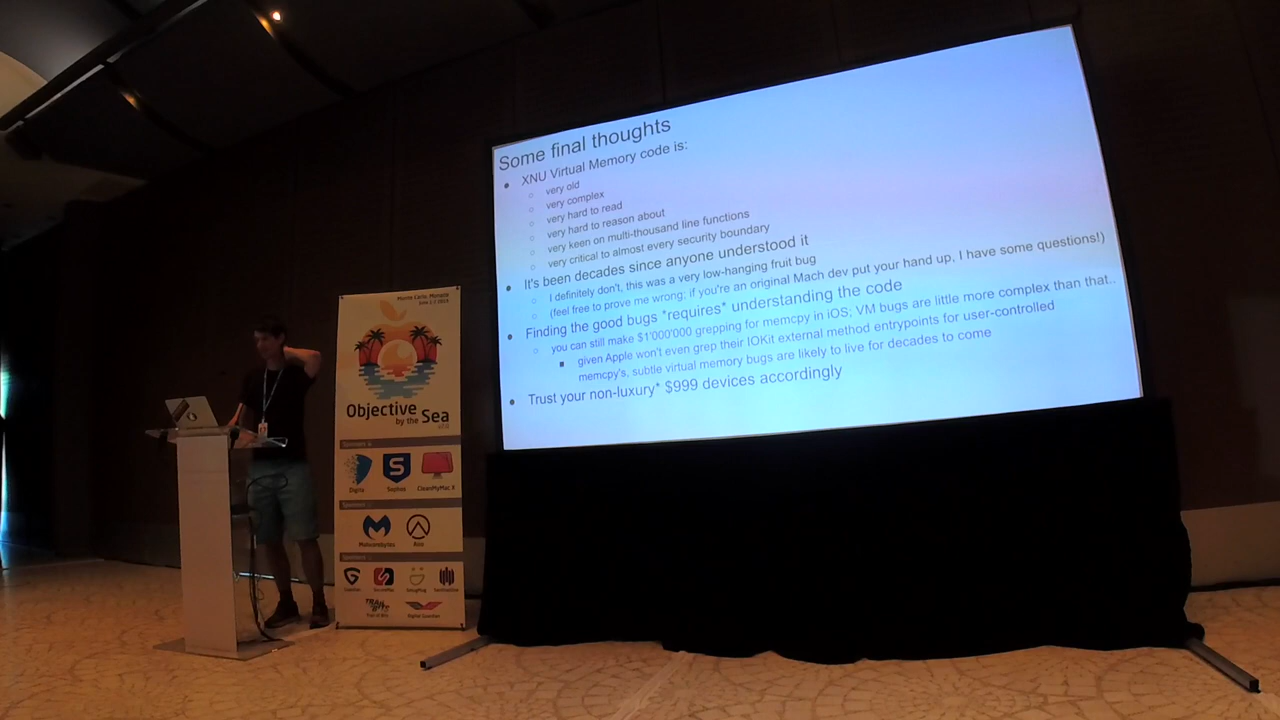 Some final thoughts
XNU Virtual Memory code is:
very old
very complex
very hard to read
very hard to reason about
very keen on multi-thousand line functions
very critical to almost every security boundary
It's been decades since anyone understood it
I definitely don't, this was a very low-hanging fruit bug
(feel free to prove me wrong; if you're an original Mach dev put your hand up, I have some questions!)
Finding the good bugs *requires* understanding the code
you can still make $1'000'000 grepping for memcpy in iOS; VM bugs are little more complex than that..
given Apple won't even grep their IOKit external method entrypoints for user-controlled
memcpy's, subtle virtual memory bugs are likely to live for decades to come
Trust your non-luxury* $999 devices accordingly
Monte Carlo, Monaco
Objective
by the Sea
Digita
Sophos
CleanMyMac X
Malwarebytes
SecureMac
Digital Guardian